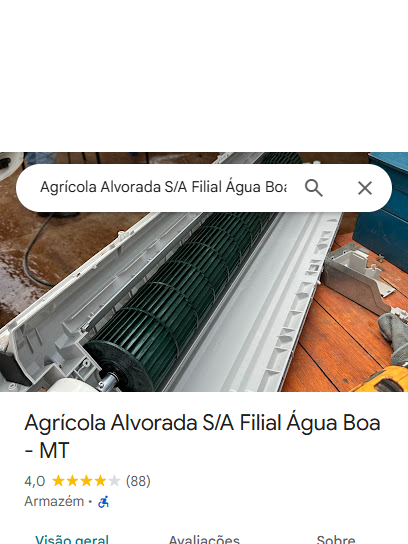 Agrícola Alvorada S/A Filial Água Boa
Agrícola Alvorada S/A Filial Água Boa
- MT
4,0 (88)
Armazém •
Visão geral Avaliações Sobre